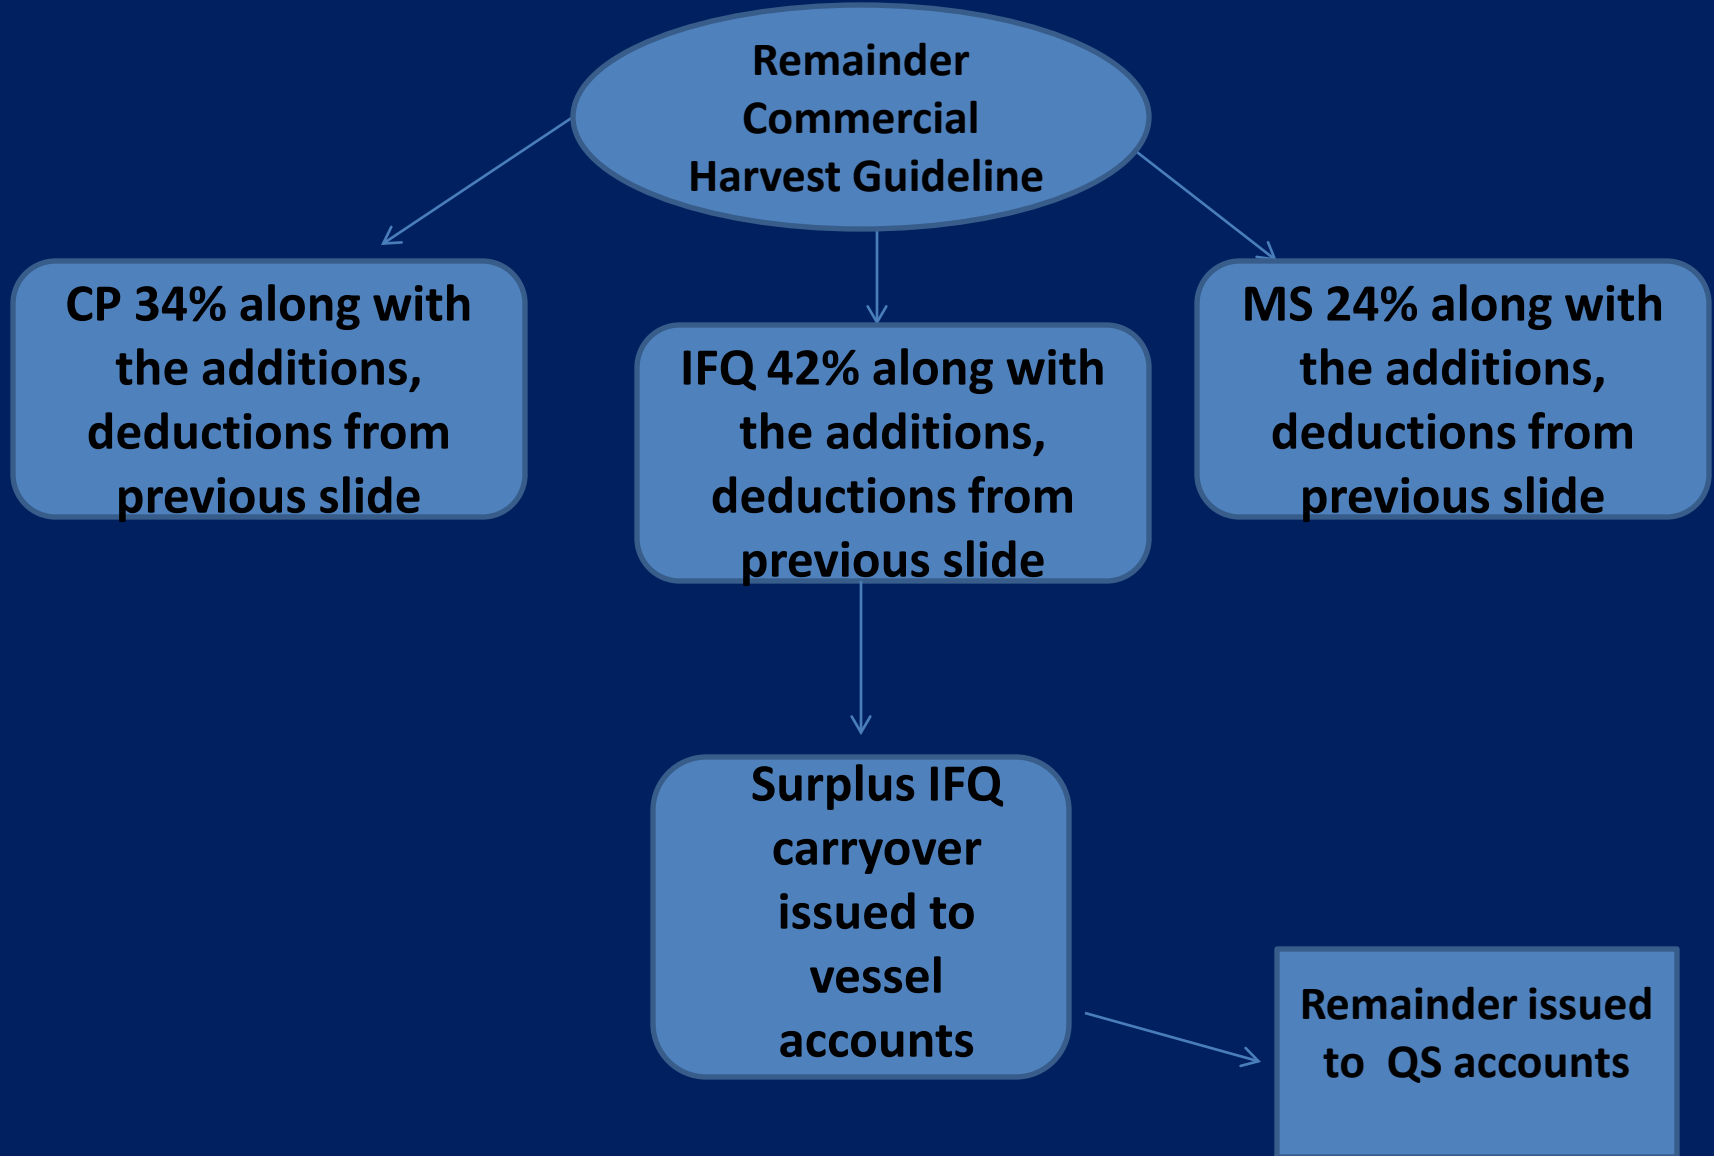 Remainder
Commercial
Harvest Guideline
CP 34% along with
the additions,
deductions from
previous slide
IFQ 42% along with
the additions,
deductions from
previous slide
MS 24% along with
the additions,
deductions from
previous slide
Surplus IFQ
carryover
issued to
vessel
accounts
Remainder issued
to QS accounts